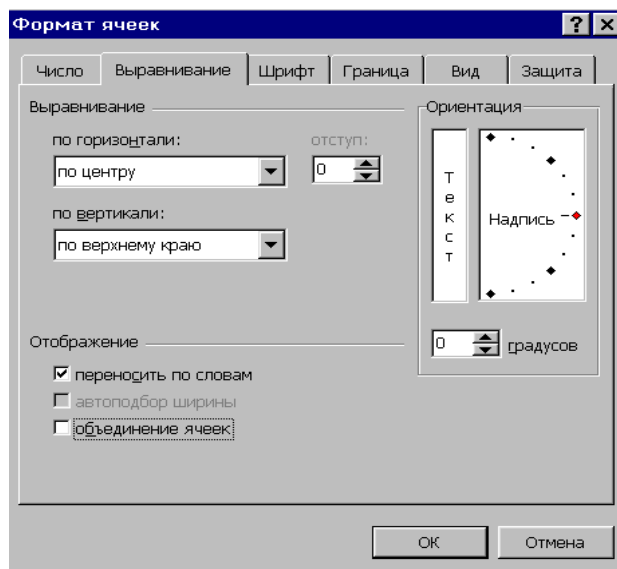 Формат ячеек
Число Выравнивание Шрифт Граница Вид Защита
Выравнивание
по горизонтали: отступ:
по центру 0
по вертикали:
по верхнему краю
Ориентация
Текст
Надпись
0 градусов
Отображение
переносить по словам
автоподбор ширины
объединение ячеек
ОК Отмена